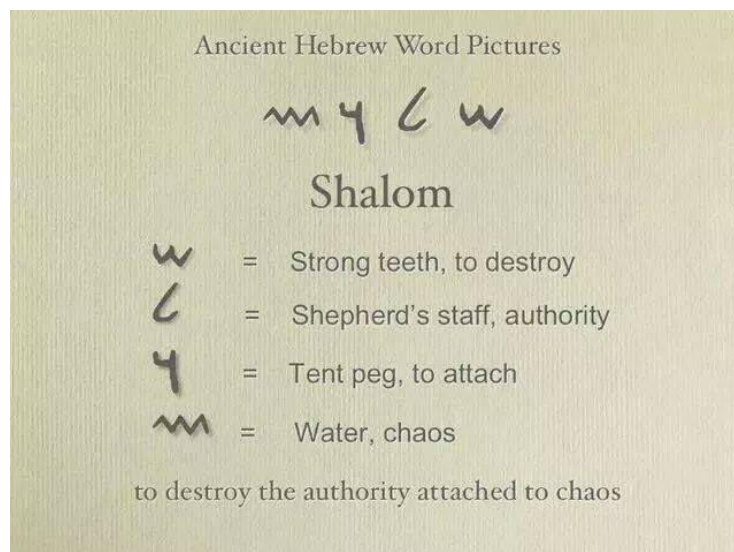 Ancient Hebrew Word Pictures
𐤔𐤋𐤅𐤌
Shalom
𐤔 = Strong teeth, to destroy
𐤋 = Shepherd’s staff, authority
𐤅 = Tent peg, to attach
𐤌 = Water, chaos
to destroy the authority attached to chaos